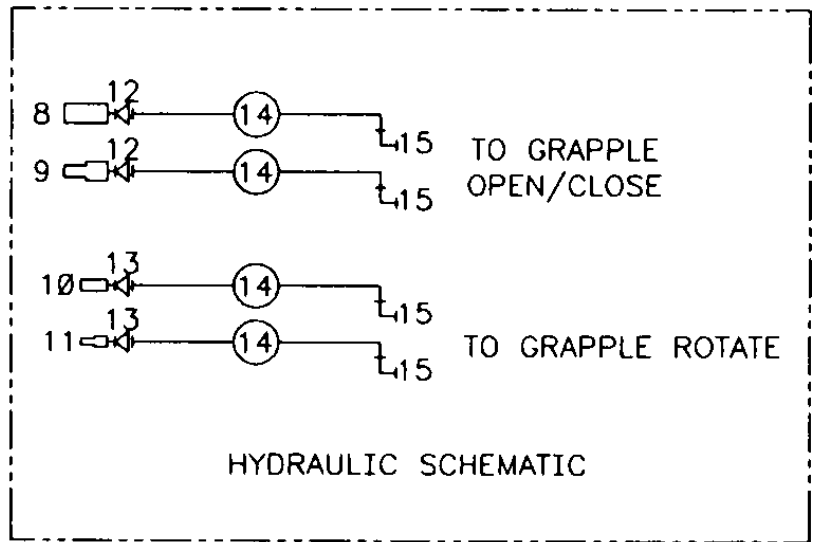 12
8 14
15 TO GRAPPLE
12
9 14 OPEN/CLOSE
15
13
1Ø 14
15
13
11 14 TO GRAPPLE ROTATE
15
HYDRAULIC SCHEMATIC